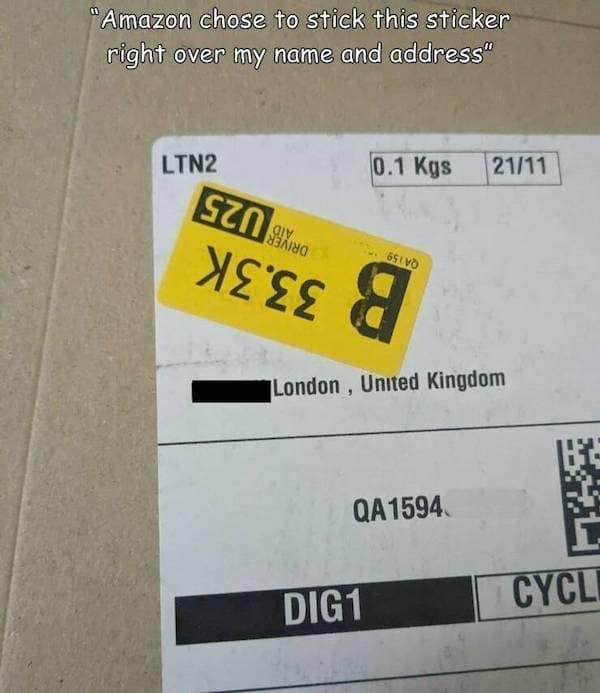 "Amazon chose to stick this sticker
right over my name and address"
LTN2
0.1 Kgs
21/11
U25
DRIVER
AID
B 33.3K
QA159
London , United Kingdom
QA1594
DIG1
CYCL